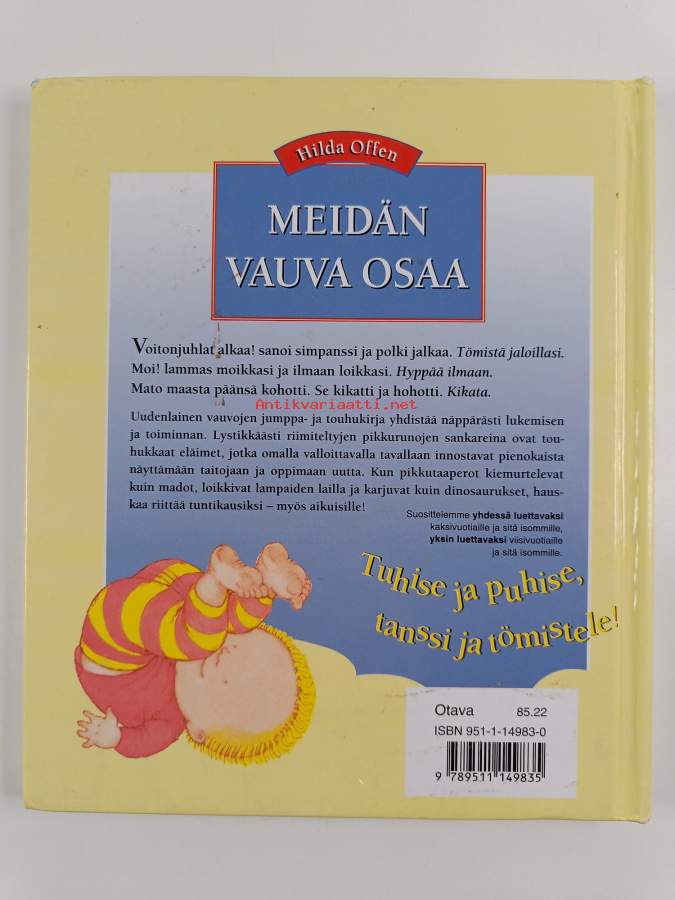 Hilda Offen
MEIDÄN
VAUVA OSAA
Voitonjuhlat alkaa! sanoi simpanssi ja polki jalkaa. Tömistä jaloillasi.
Moi! lammas moikkasi ja ilmaan loikkasi. Hyppää ilmaan.
Mato maasta päänsä kohotti. Se kikatti ja hohotti. Kikata.
Antikvariaatti.net
Uudenlainen vauvojen jumppa- ja touhukirja yhdistää näppärästi lukemisen
ja toiminnan. Lystikkäästi riimiteltyjen pikkurunojen sankareina ovat tou-
hukkaat eläimet, jotka omalla valloittavalla tavallaan innostavat pienokaista
näyttämään taitojaan ja oppimaan uutta. Kun pikkutaaperot kiemurtelevat
kuin madot, loikkivat lampaiden lailla ja karjuvat kuin dinosaurukset, haus-
kaa riittää tuntikausiksi – myös aikuisille!
Suosittelemme yhdessä luettavaksi
kaksivuotiaille ja sitä isommille,
yksin luettavaksi viisivuotiaille
ja sitä isommille.
Tuhise ja puhise,
tanssi ja tömistele!
Otava 85.22
ISBN 951-1-14983-0
9 789511 149835